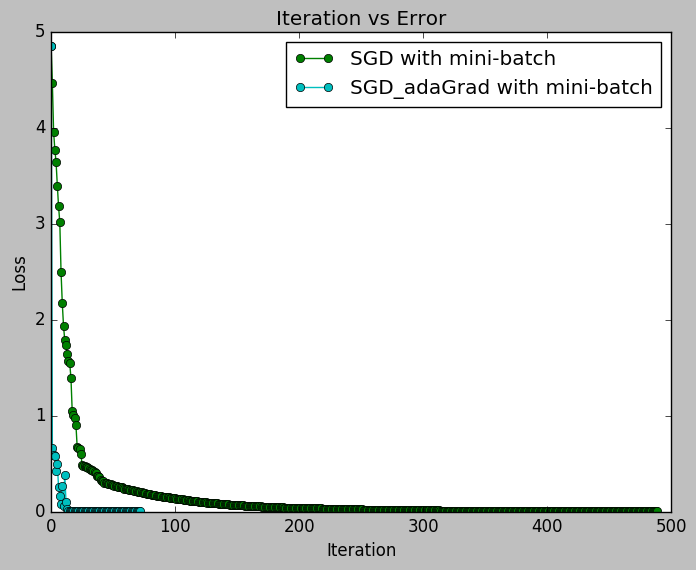 Iteration vs Error
SGD with mini-batch
SGD_adaGrad with mini-batch
5
4
3
2
1
0
Loss
0 100 200 300 400 500
Iteration